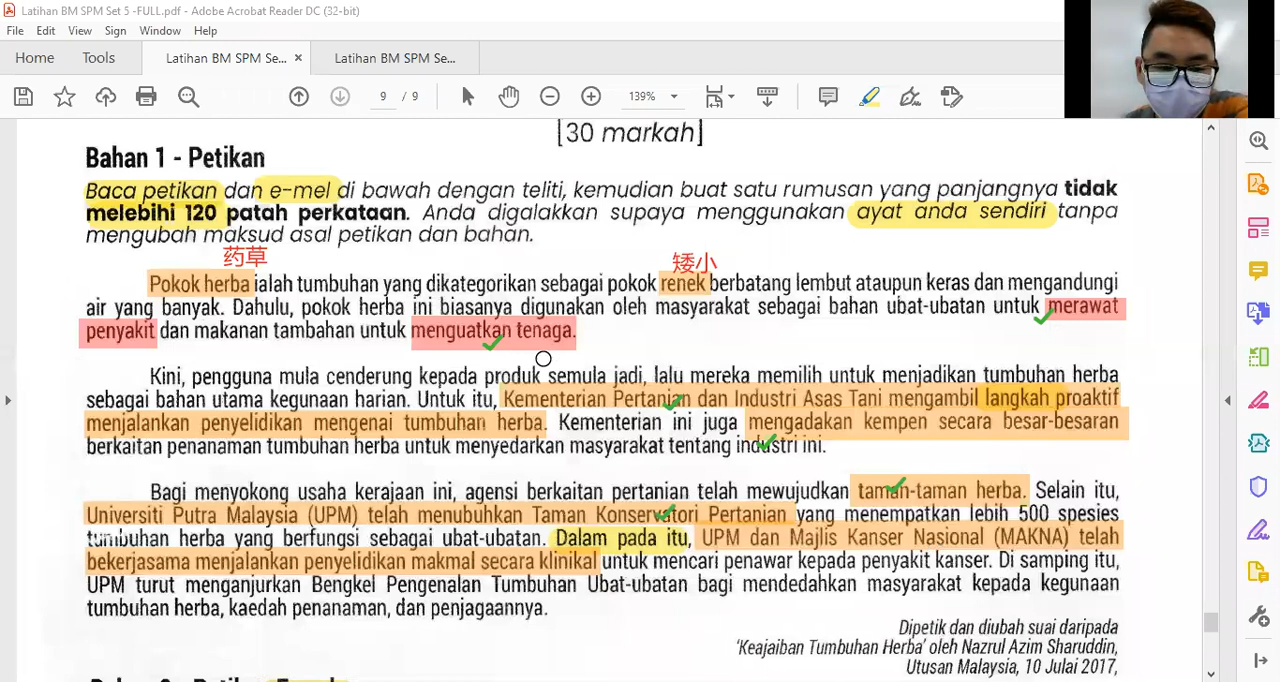 Latihan BM SPM Set 5 -FULL.pdf - Adobe Acrobat Reader DC (32-bit)
File Edit View Sign Window Help
Home Tools Latihan BM SPM Se... × Latihan BM SPM Se...
9 / 9 139%
[30 markah]
Bahan 1 - Petikan
Baca petikan dan e-mel di bawah dengan teliti, kemudian buat satu rumusan yang panjangnya tidak
melebihi 120 patah perkataan. Anda digalakkan supaya menggunakan ayat anda sendiri tanpa
mengubah maksud asal petikan dan bahan.
药草 矮小
Pokok herba ialah tumbuhan yang dikategorikan sebagai pokok renek berbatang lembut ataupun keras dan mengandungi
air yang banyak. Dahulu, pokok herba ini biasanya digunakan oleh masyarakat sebagai bahan ubat-ubatan untuk merawat
penyakit dan makanan tambahan untuk menguatkan tenaga.
Kini, pengguna mula cenderung kepada produk semula jadi, lalu mereka memilih untuk menjadikan tumbuhan herba
sebagai bahan utama kegunaan harian. Untuk itu, Kementerian Pertanian dan Industri Asas Tani mengambil langkah proaktif
menjalankan penyelidikan mengenai tumbuhan herba. Kementerian ini juga mengadakan kempen secara besar-besaran
berkaitan penanaman tumbuhan herba untuk menyedarkan masyarakat tentang industri ini.
Bagi menyokong usaha kerajaan ini, agensi berkaitan pertanian telah mewujudkan taman-taman herba. Selain itu,
Universiti Putra Malaysia (UPM) telah menubuhkan Taman Konservatori Pertanian yang menempatkan lebih 500 spesies
tumbuhan herba yang berfungsi sebagai ubat-ubatan. Dalam pada itu, UPM dan Majlis Kanser Nasional (MAKNA) telah
bekerjasama menjalankan penyelidikan makmal secara klinikal untuk mencari penawar kepada penyakit kanser. Di samping itu,
UPM turut menganjurkan Bengkel Pengenalan Tumbuhan Ubat-ubatan bagi mendedahkan masyarakat kepada kegunaan
tumbuhan herba, kaedah penanaman, dan penjagaannya.
Dipetik dan diubah suai daripada
'Keajaiban Tumbuhan Herba' oleh Nazrul Azim Sharuddin,
Utusan Malaysia, 10 Julai 2017,